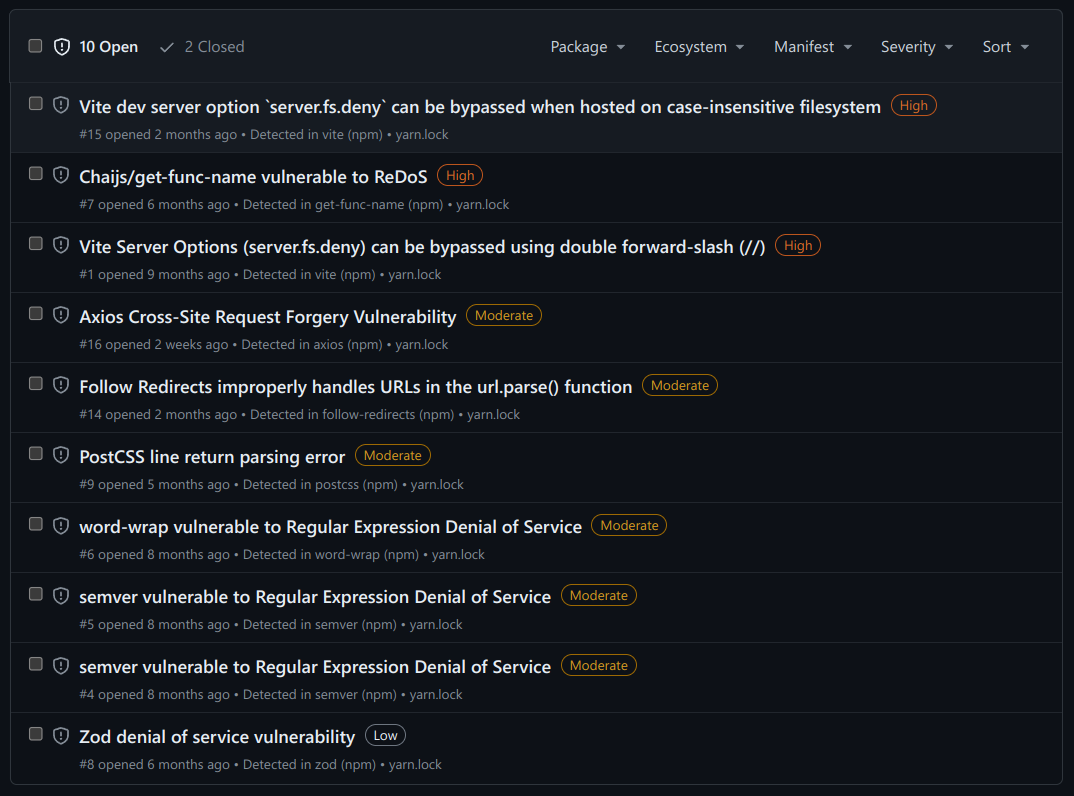 10 Open 2 Closed Package Ecosystem Manifest Severity Sort
Vite dev server option `server.fs.deny` can be bypassed when hosted on case-insensitive filesystem High
#15 opened 2 months ago • Detected in vite (npm) • yarn.lock
Chaijs/get-func-name vulnerable to ReDoS High
#7 opened 6 months ago • Detected in get-func-name (npm) • yarn.lock
Vite Server Options (server.fs.deny) can be bypassed using double forward-slash (//) High
#1 opened 9 months ago • Detected in vite (npm) • yarn.lock
Axios Cross-Site Request Forgery Vulnerability Moderate
#16 opened 2 weeks ago • Detected in axios (npm) • yarn.lock
Follow Redirects improperly handles URLs in the url.parse() function Moderate
#14 opened 2 months ago • Detected in follow-redirects (npm) • yarn.lock
PostCSS line return parsing error Moderate
#9 opened 5 months ago • Detected in postcss (npm) • yarn.lock
word-wrap vulnerable to Regular Expression Denial of Service Moderate
#6 opened 8 months ago • Detected in word-wrap (npm) • yarn.lock
semver vulnerable to Regular Expression Denial of Service Moderate
#5 opened 8 months ago • Detected in semver (npm) • yarn.lock
semver vulnerable to Regular Expression Denial of Service Moderate
#4 opened 8 months ago • Detected in semver (npm) • yarn.lock
Zod denial of service vulnerability Low
#8 opened 6 months ago • Detected in zod (npm) • yarn.lock